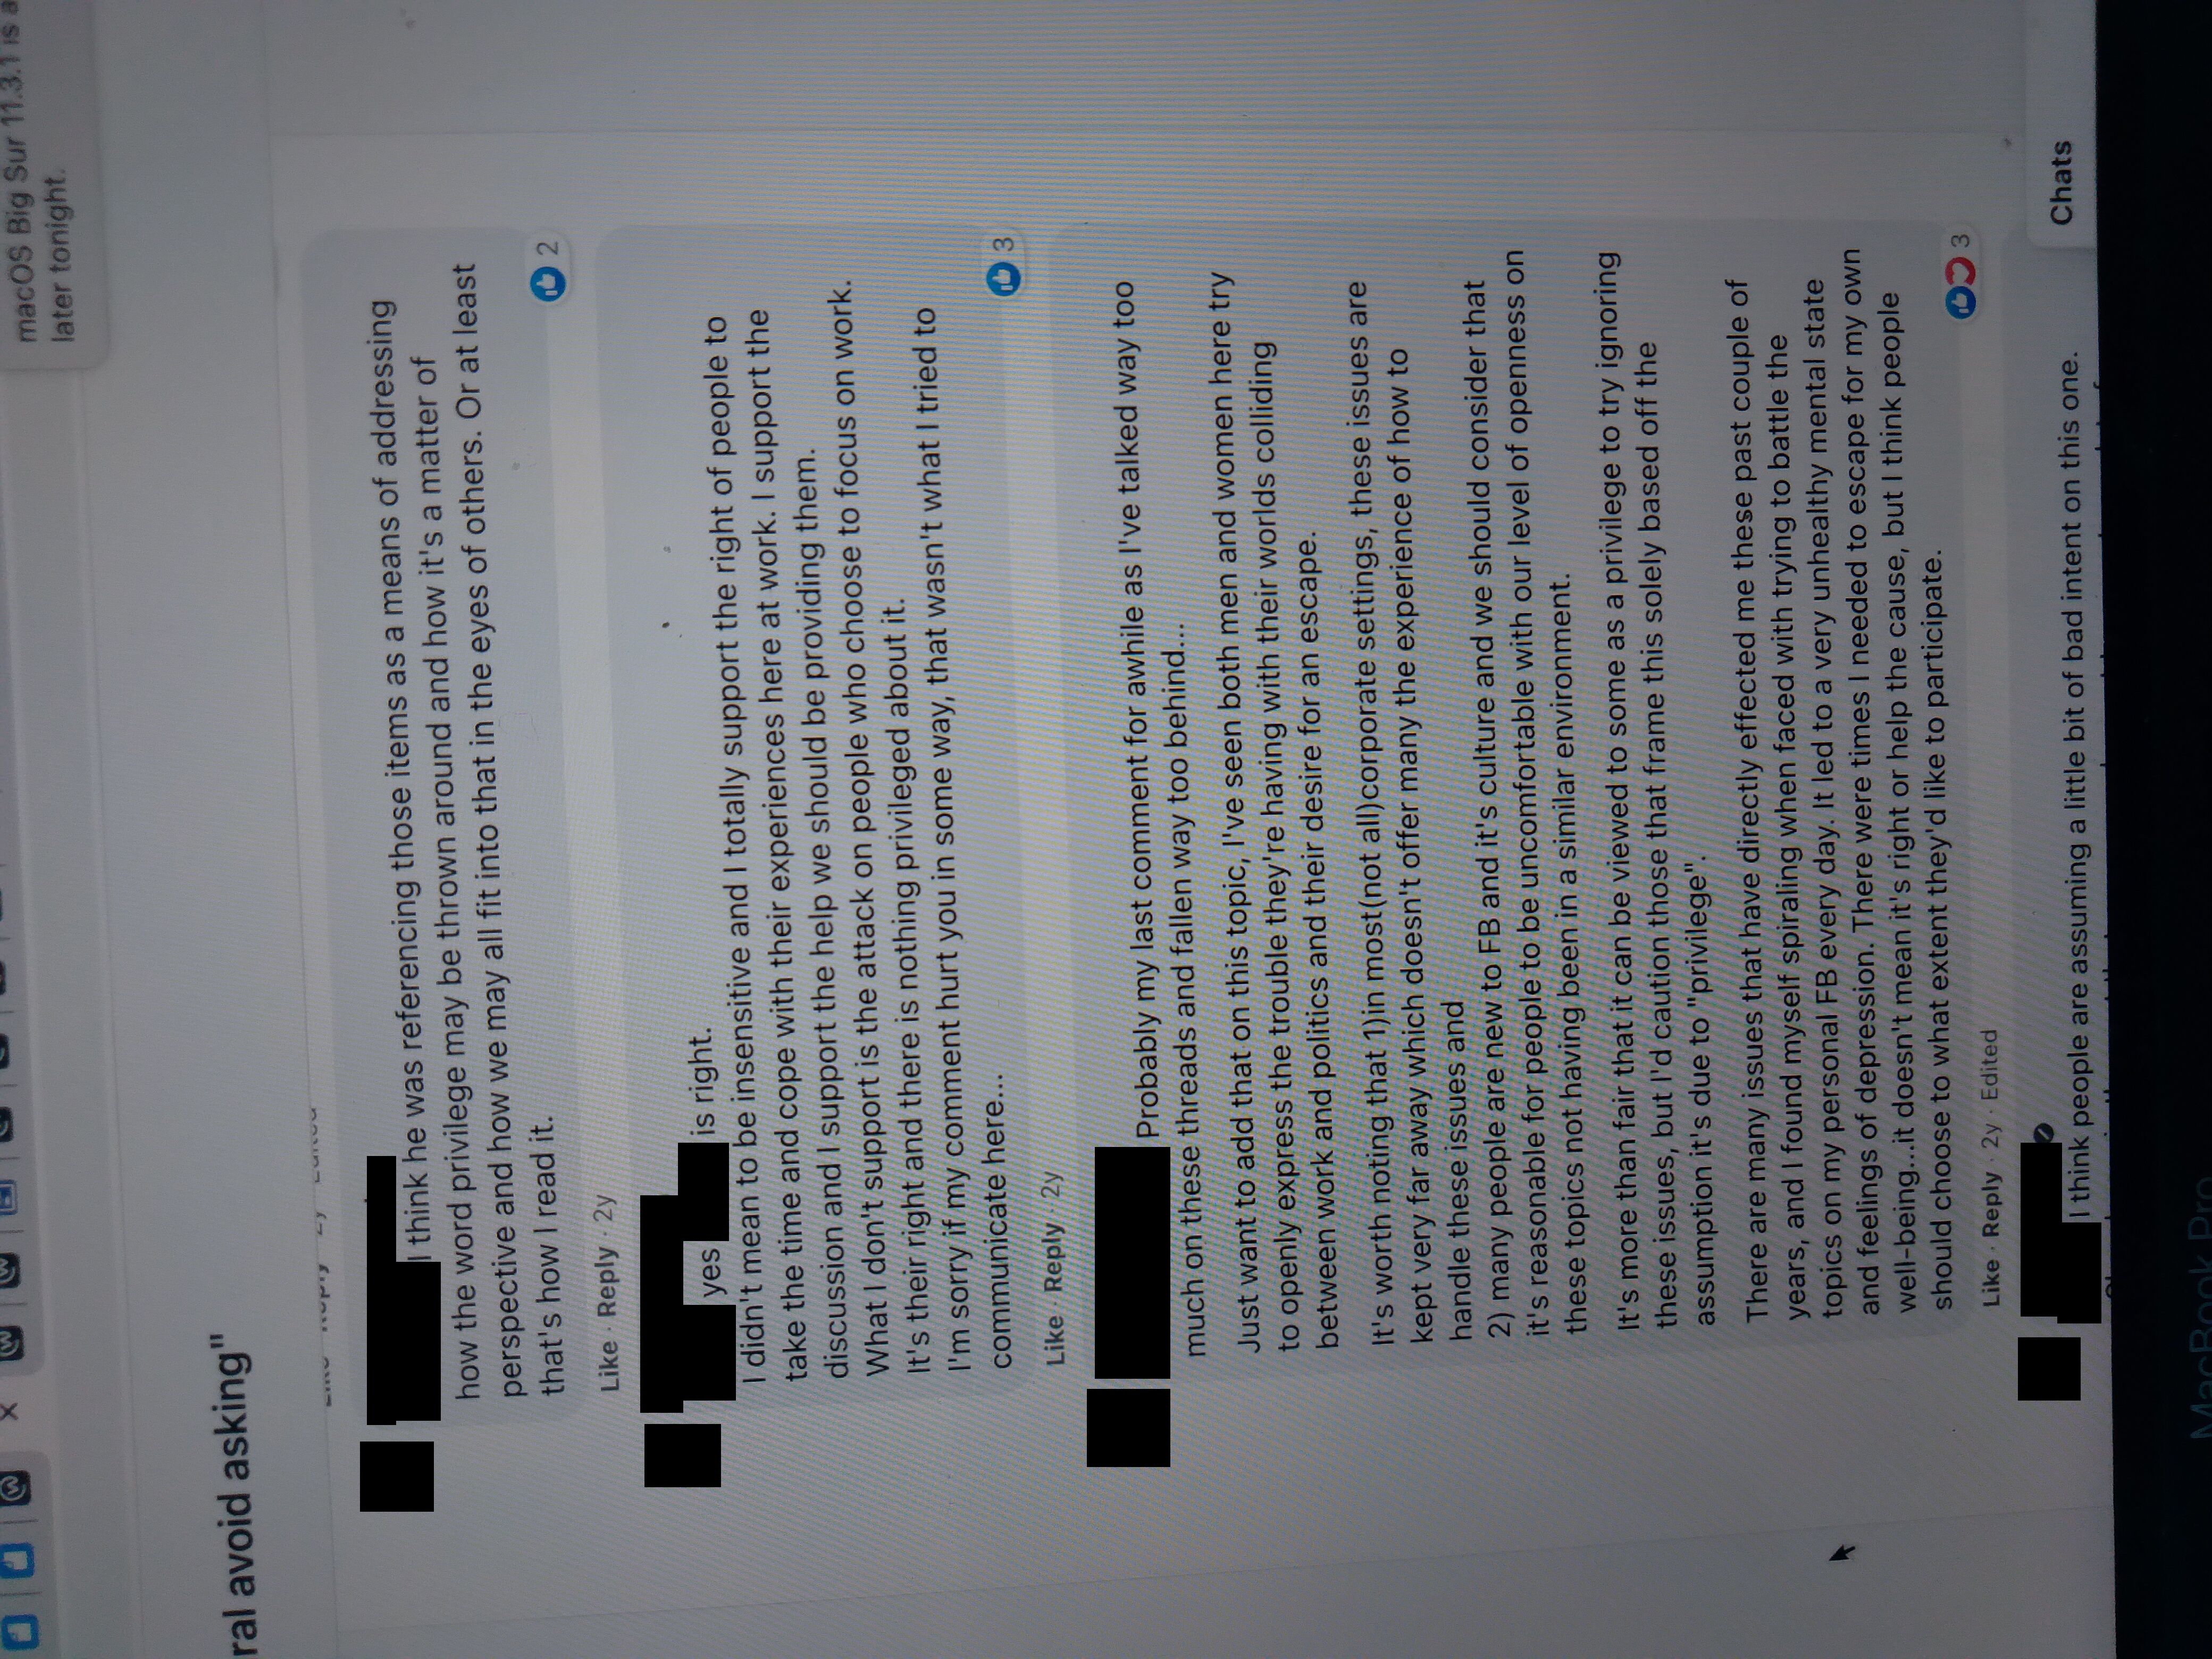 macOS Big Sur 11.3.1 is a
later tonight.
ral avoid asking"
I think he was referencing those items as a means of addressing
how the word privilege may be thrown around and how it's a matter of
perspective and how we may all fit into that in the eyes of others. Or at least
that's how I read it.
2
Like · Reply · 2y
yes is right.
I didn't mean to be insensitive and I totally support the right of people to
take the time and cope with their experiences here at work. I support the
discussion and I support the help we should be providing them.
What I don't support is the attack on people who choose to focus on work.
It's their right and there is nothing privileged about it.
I'm sorry if my comment hurt you in some way, that wasn't what I tried to
communicate here...
3
Like · Reply · 2y
Probably my last comment for awhile as I've talked way too
much on these threads and fallen way too behind...
Just want to add that on this topic, I've seen both men and women here try
to openly express the trouble they're having with their worlds colliding
between work and politics and their desire for an escape.
It's worth noting that 1)in most(not all)corporate settings, these issues are
kept very far away which doesn't offer many the experience of how to
handle these issues and
2) many people are new to FB and it's culture and we should consider that
it's reasonable for people to be uncomfortable with our level of openness on
these topics not having been in a similar environment.
It's more than fair that it can be viewed to some as a privilege to try ignoring
these issues, but I'd caution those that frame this solely based off the
assumption it's due to "privilege".
There are many issues that have directly effected me these past couple of
years, and I found myself spiraling when faced with trying to battle the
topics on my personal FB every day. It led to a very unhealthy mental state
and feelings of depression. There were times I needed to escape for my own
well-being...it doesn't mean it's right or help the cause, but I think people
should choose to what extent they'd like to participate.
3
Like · Reply · 2y · Edited
I think people are assuming a little bit of bad intent on this one.
Chats
MacBook Pro